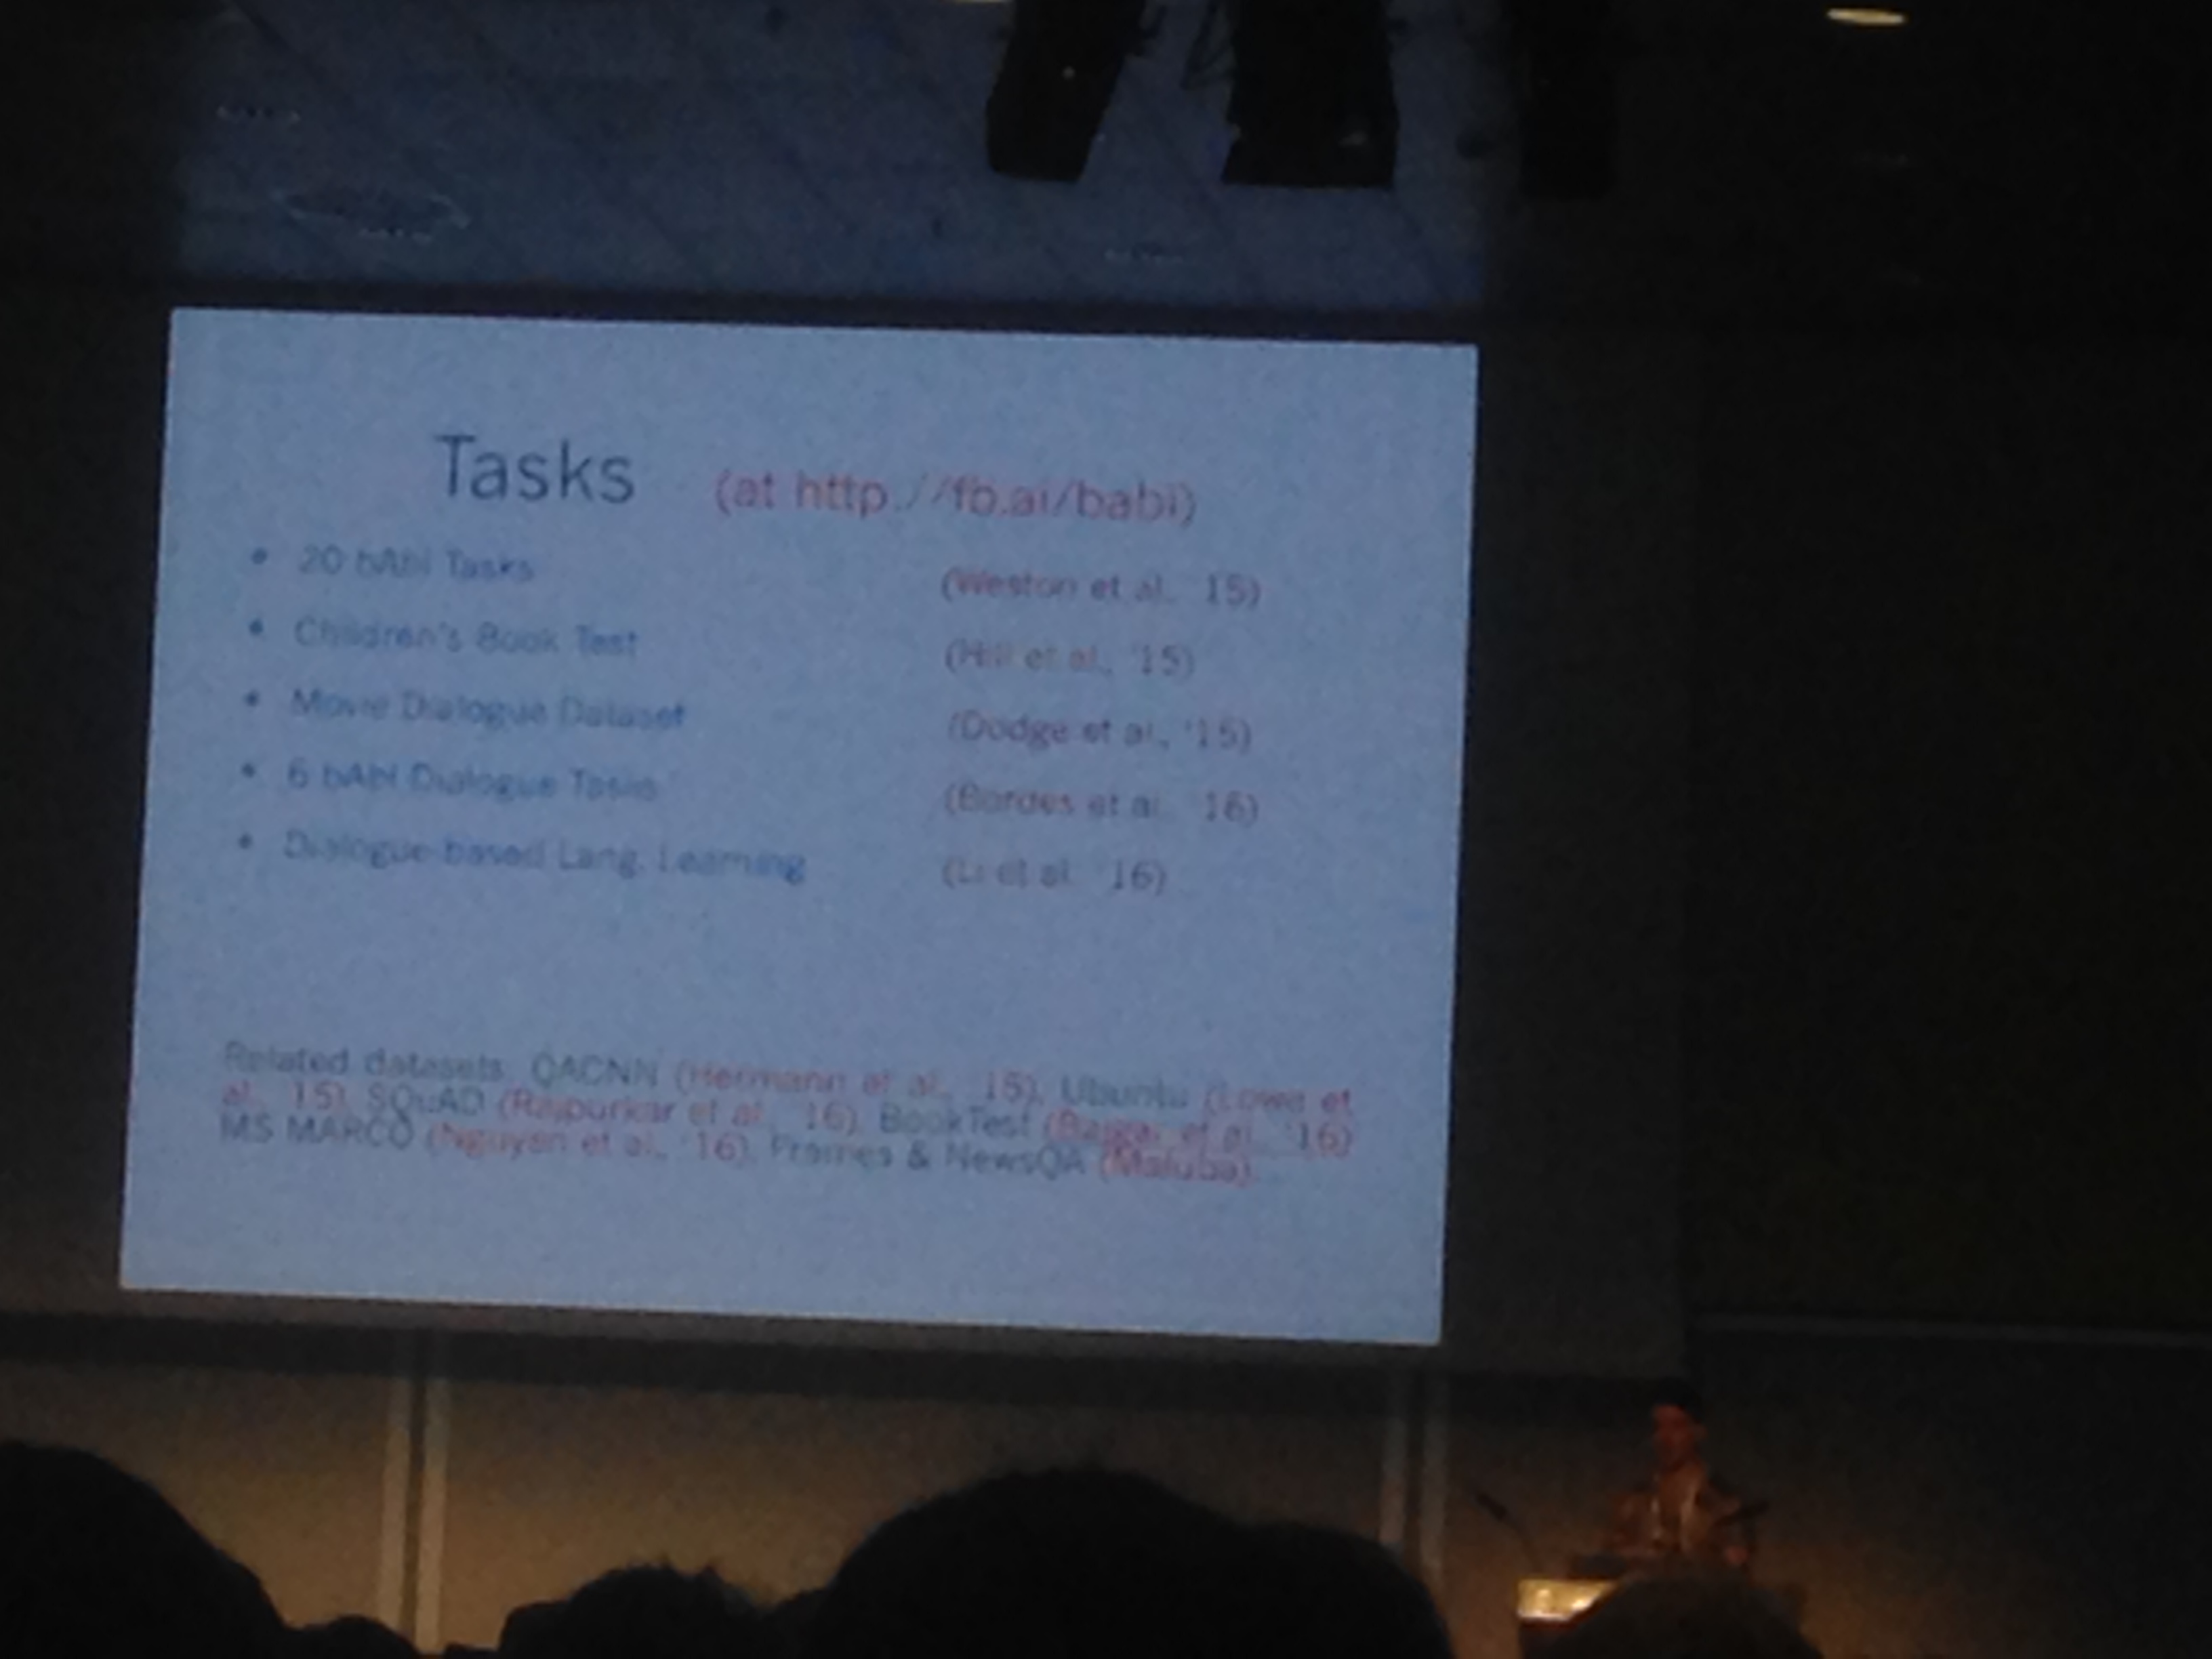 Tasks (at http://fb.ai/babi)
• 20 bAbI Tasks (Weston et al., '15)
• Children's Book Test (Hill et al., '15)
• Movie Dialogue Dataset (Dodge et al., '15)
• 6 bAbI Dialogue Tasks (Bordes et al., '16)
• Dialogue-based Lang. Learning (Li et al. '16)
Related datasets: QACNN (Hermann et al., '15), Ubuntu (Lowe et
al., '15), SQuAD (Rajpurkar et al., '16), BookTest (Bajgar et al., '16)
MS MARCO (Nguyen et al., '16), Frames & NewsQA (Maluba)